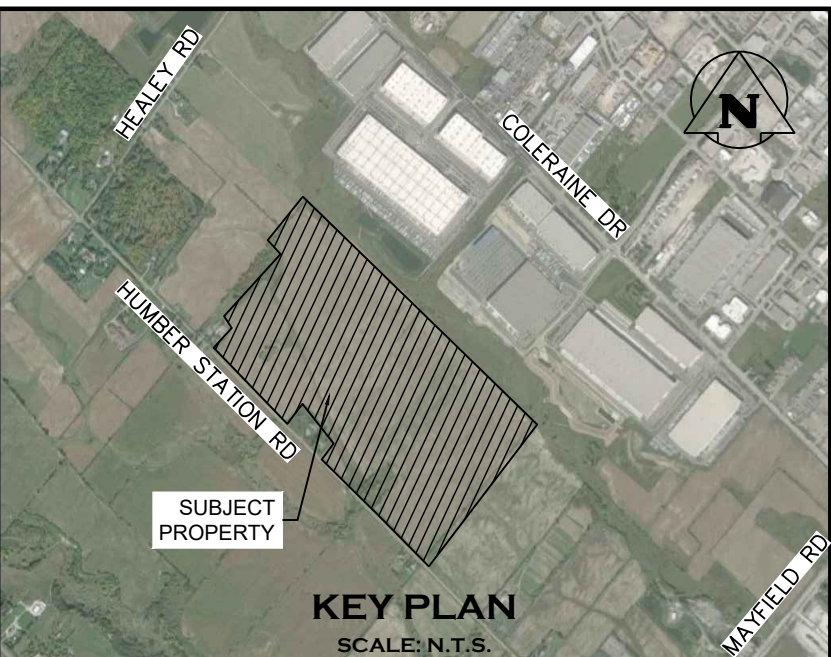 HEALEY RD
COLERAINE DR
N
HUMBER STATION RD
SUBJECT
PROPERTY
KEY PLAN
SCALE: N.T.S.
MAYFIELD RD